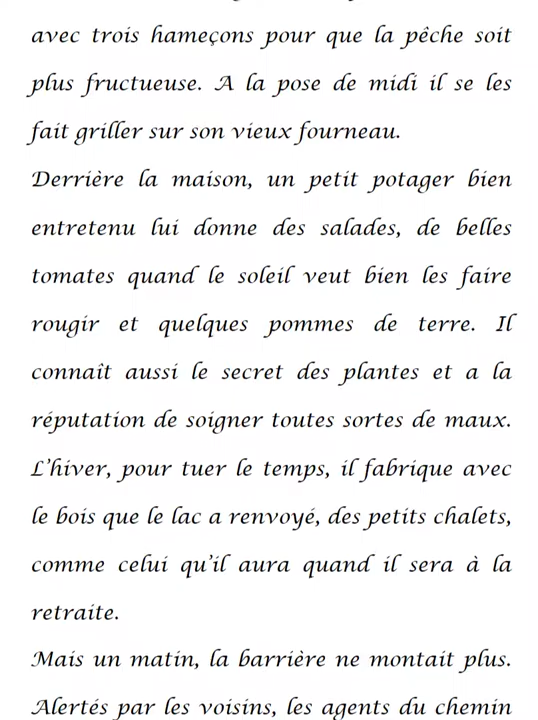 avec trois hameçons pour que la pêche soit
plus fructueuse. A la pose de midi il se les
fait griller sur son vieux fourneau.
Derrière la maison, un petit potager bien
entretenu lui donne des salades, de belles
tomates quand le soleil veut bien les faire
rougir et quelques pommes de terre. Il
connaît aussi le secret des plantes et a la
réputation de soigner toutes sortes de maux.
L'hiver, pour tuer le temps, il fabrique avec
le bois que le lac a renvoyé, des petits chalets,
comme celui qu'il aura quand il sera à la
retraite.
Mais un matin, la barrière ne montait plus.
Alertés par les voisins, les agents du chemin